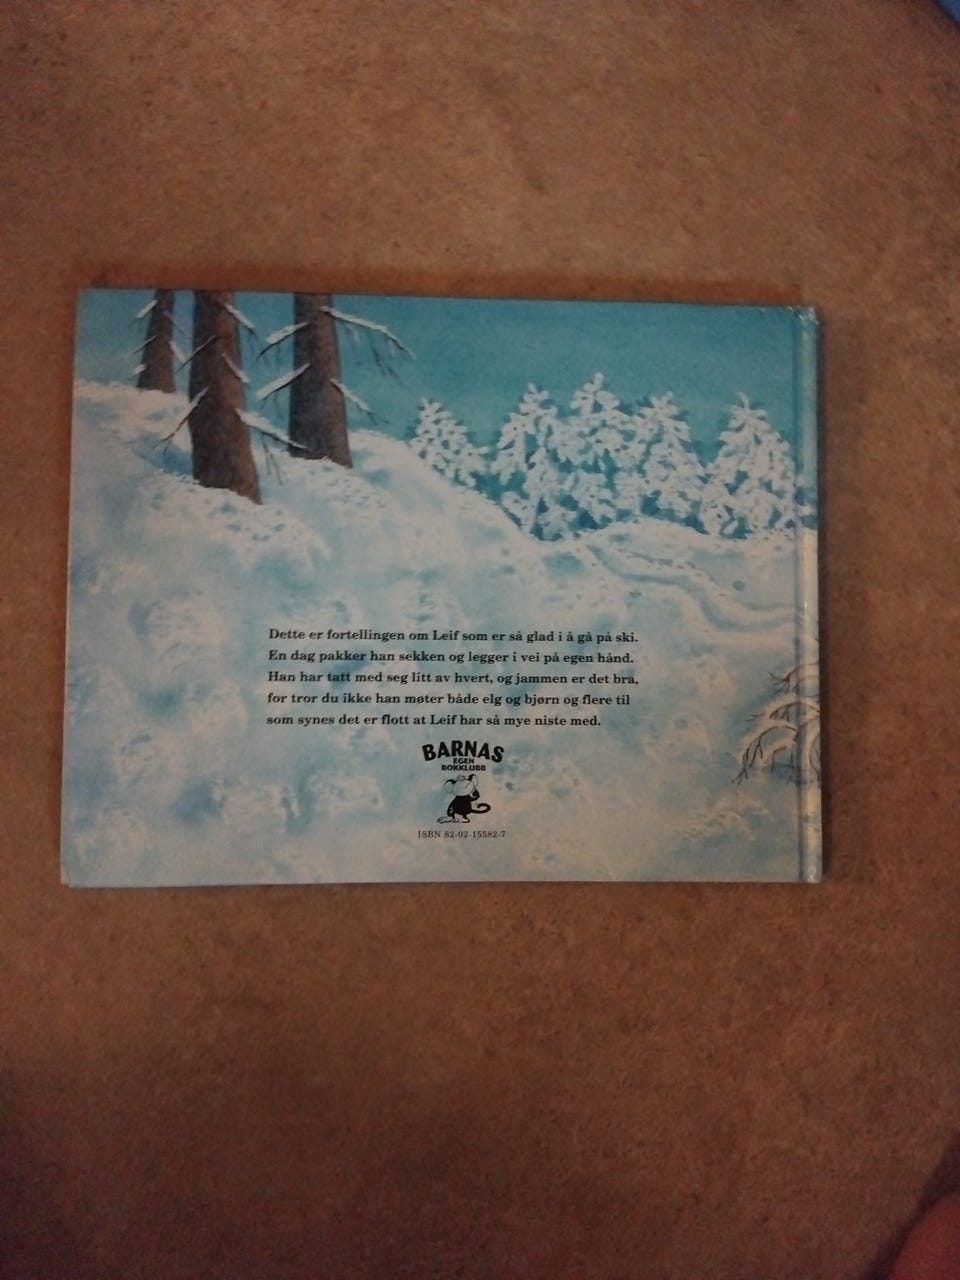 Dette er fortellingen om Leif som er så glad i å gå på ski.
En dag pakker han sekken og legger i vei på egen hånd.
Han har tatt med seg litt av hvert, og jammen er det bra,
for tror du ikke han møter både elg og bjørn og flere til
som synes det er flott at Leif har så mye niste med.
BARNAS
EGEN
BOKKLUBB
ISBN 82-02-15582-7